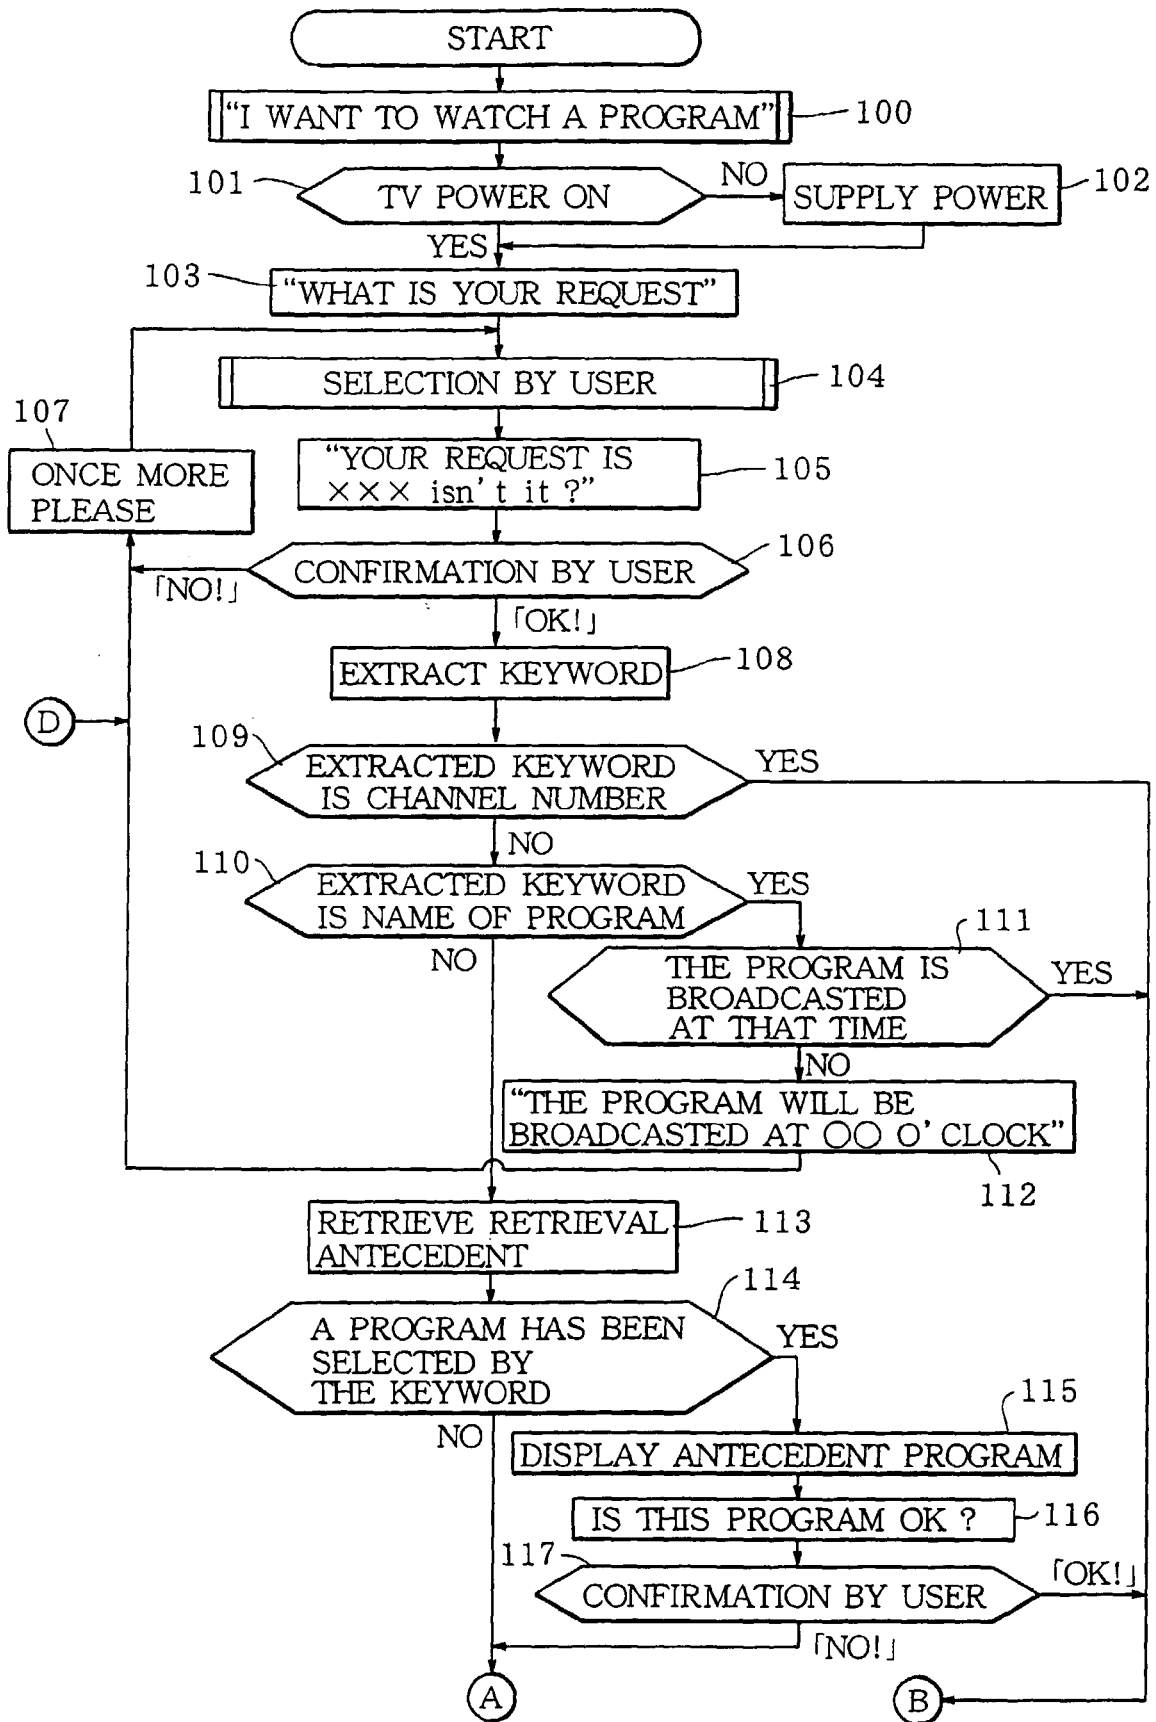 START
"I WANT TO WATCH A PROGRAM"
100
101
TV POWER ON
NO
SUPPLY POWER
102
YES
103
"WHAT IS YOUR REQUEST"
SELECTION BY USER
104
107
ONCE MORE
PLEASE
"YOUR REQUEST IS
××× isn't it ?"
105
CONFIRMATION BY USER
106
「NO!」
「OK!」
EXTRACT KEYWORD
108
D
109
EXTRACTED KEYWORD
IS CHANNEL NUMBER
YES
NO
110
EXTRACTED KEYWORD
IS NAME OF PROGRAM
YES
NO
111
THE PROGRAM IS
BROADCASTED
AT THAT TIME
YES
NO
"THE PROGRAM WILL BE
BROADCASTED AT ○○ O'CLOCK"
112
RETRIEVE RETRIEVAL
ANTECEDENT
113
114
A PROGRAM HAS BEEN
SELECTED BY
THE KEYWORD
YES
NO
115
DISPLAY ANTECEDENT PROGRAM
IS THIS PROGRAM OK ?
116
117
CONFIRMATION BY USER
「OK!」
「NO!」
A
B